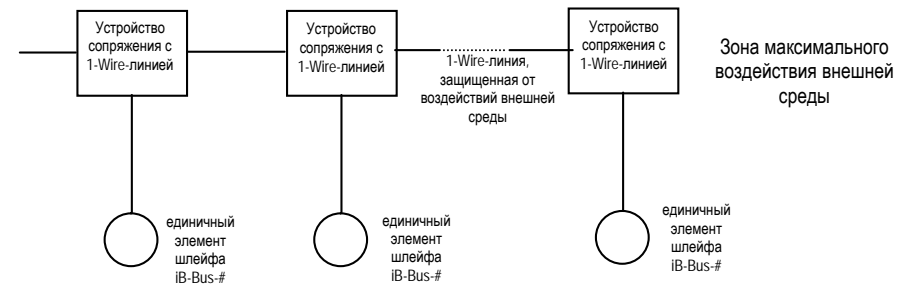 Устройство
сопряжения с
1-Wire-линией
Устройство
сопряжения с
1-Wire-линией
1-Wire-линия,
защищенная от
воздействий внешней
среды
Устройство
сопряжения с
1-Wire-линией
Зона максимального
воздействия внешней
среды
единичный
элемент
шлейфа
iB-Bus-#
единичный
элемент
шлейфа
iB-Bus-#
единичный
элемент
шлейфа
iB-Bus-#